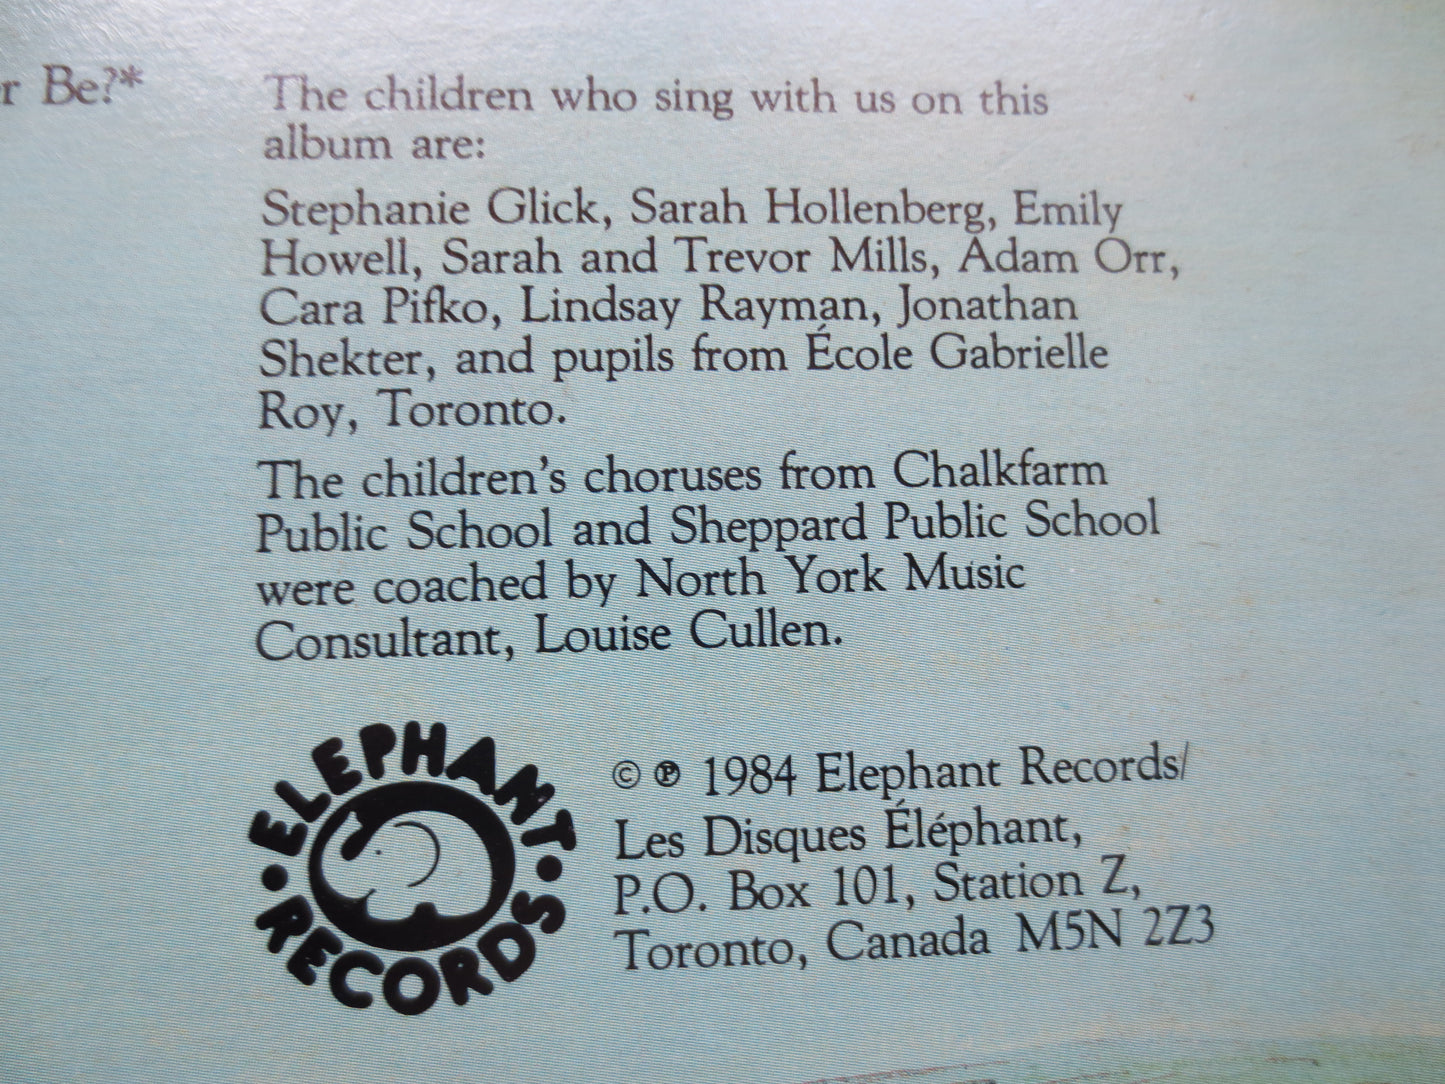 r Be?*
The children who sing with us on this
album are:
Stephanie Glick, Sarah Hollenberg, Emily
Howell, Sarah and Trevor Mills, Adam Orr,
Cara Pifko, Lindsay Rayman, Jonathan
Shekter, and pupils from École Gabrielle
Roy, Toronto.
The children's choruses from Chalkfarm
Public School and Sheppard Public School
were coached by North York Music
Consultant, Louise Cullen.
ELEPHANT
RECORDS
© ℗ 1984 Elephant Records/
Les Disques Éléphant,
P.O. Box 101, Station Z,
Toronto, Canada M5N 2Z3